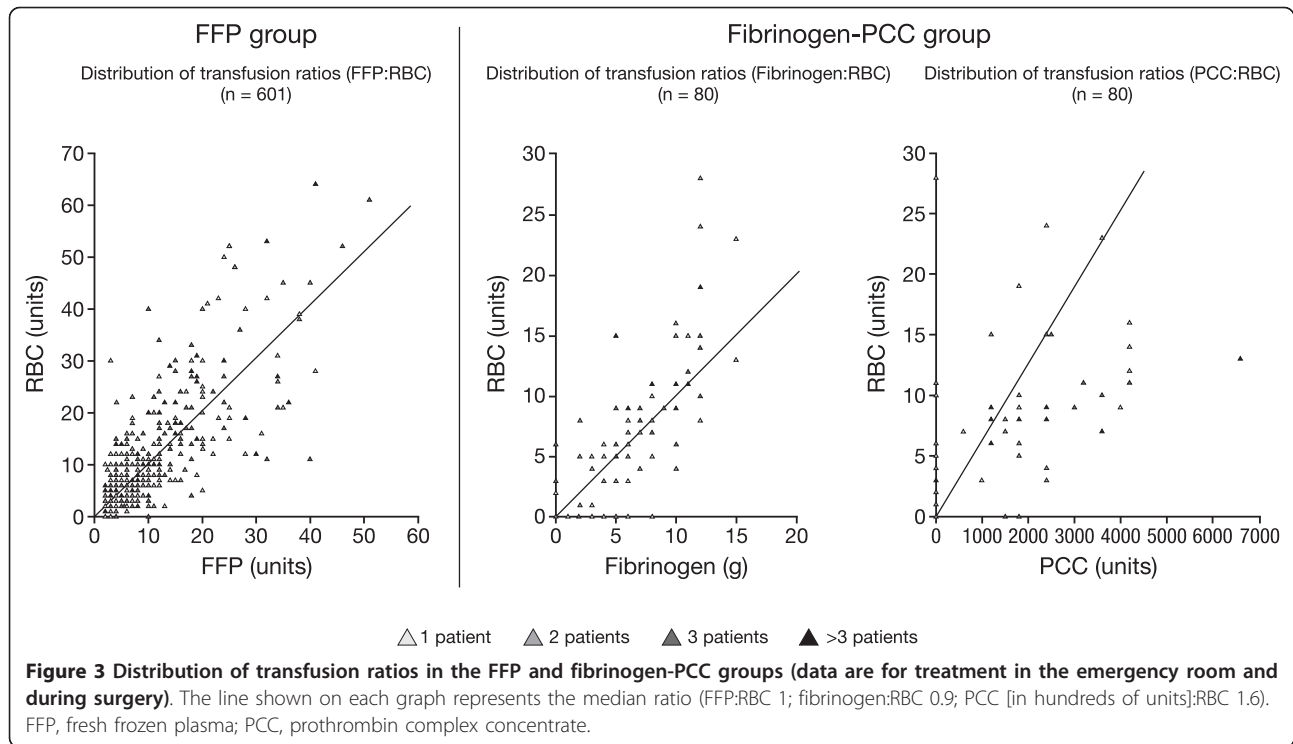 FFP group
Distribution of transfusion ratios (FFP:RBC)
(n = 601)
70
60
50
40
30
20
10
0
RBC (units)
0 10 20 30 40 50 60
FFP (units)
Fibrinogen-PCC group
Distribution of transfusion ratios (Fibrinogen:RBC)
(n = 80)
30
25
20
15
10
5
0
RBC (units)
0 5 10 15 20
Fibrinogen (g)
Distribution of transfusion ratios (PCC:RBC)
(n = 80)
30
25
20
15
10
5
0
RBC (units)
0 1000 2000 3000 4000 5000 6000 7000
PCC (units)
1 patient 2 patients 3 patients >3 patients
Figure 3 Distribution of transfusion ratios in the FFP and fibrinogen-PCC groups (data are for treatment in the emergency room and
during surgery). The line shown on each graph represents the median ratio (FFP:RBC 1; fibrinogen:RBC 0.9; PCC [in hundreds of units]:RBC 1.6).
FFP, fresh frozen plasma; PCC, prothrombin complex concentrate.